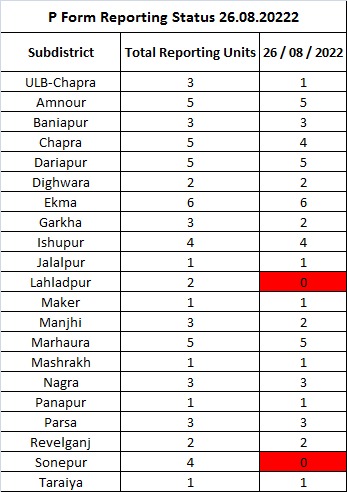 P Form Reporting Status 26.08.20222
Subdistrict Total Reporting Units 26 / 08 / 2022
ULB-Chapra 3 1
Amnour 5 5
Baniapur 3 3
Chapra 5 4
Dariapur 5 5
Dighwara 2 2
Ekma 6 6
Garkha 3 2
Ishupur 4 4
Jalalpur 1 1
Lahladpur 2 0
Maker 1 1
Manjhi 3 2
Marhaura 5 5
Mashrakh 1 1
Nagra 3 3
Panapur 1 1
Parsa 3 3
Revelganj 2 2
Sonepur 4 0
Taraiya 1 1